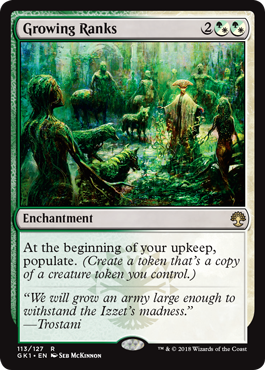 Growing Ranks 2
Enchantment
At the beginning of your upkeep,
populate. (Create a token that's a copy
of a creature token you control.)
“We will grow an army large enough to
withstand the Izzet's madness.”
—Trostani
113/127 R
GK1 • EN Seb McKinnon
™ & © 2018 Wizards of the Coast